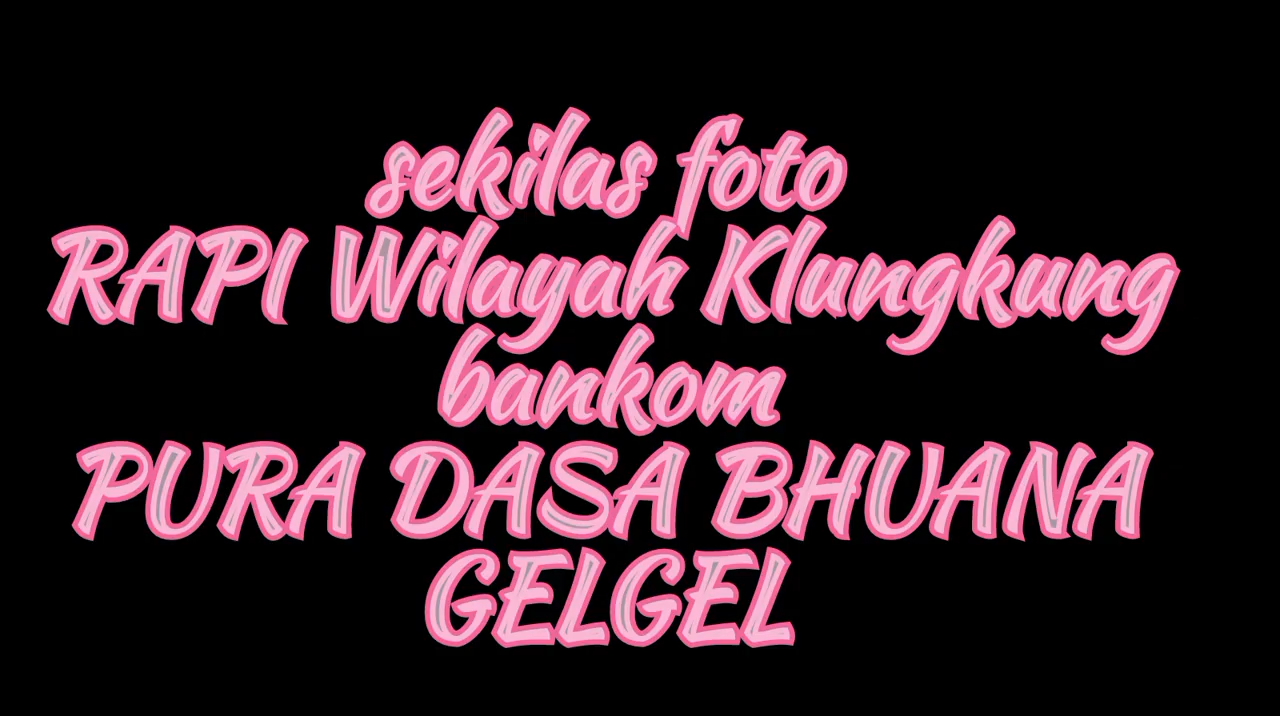 sekilas foto
RAPI Wilayah Klungkung
bankom
PURA DASA BHUANA
GELGEL